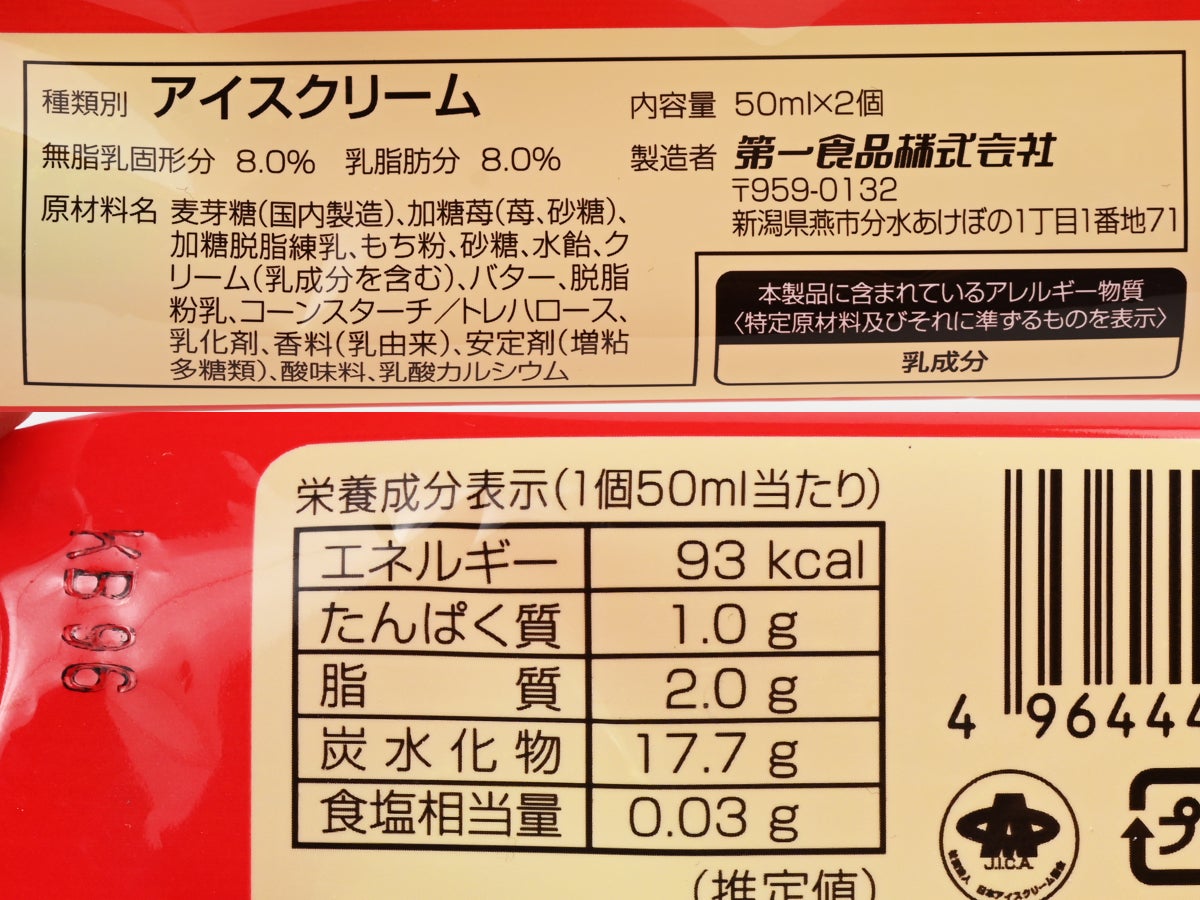 種類別 アイスクリーム
無脂乳固形分 8.0% 乳脂肪分 8.0%
原材料名 麦芽糖(国内製造)、加糖苺(苺、砂糖)、
加糖脱脂練乳、もち粉、砂糖、水飴、ク
リーム(乳成分を含む)、バター、脱脂
粉乳、コーンスターチ/トレハロース、
乳化剤、香料(乳由来)、安定剤(増粘
多糖類)、酸味料、乳酸カルシウム
内容量 50ml×2個
製造者 第一食品株式会社
〒959-0132
新潟県燕市分水あけぼの1丁目1番地71
本製品に含まれているアレルギー物質
〈特定原材料及びそれに準ずるものを表示〉
乳成分
KB96
栄養成分表示(1個50ml当たり)
エネルギー 93 kcal
たんぱく質 1.0 g
脂質 2.0 g
炭水化物 17.7 g
食塩相当量 0.03 g
(推定値)
4 96444
J.I.C.A.
日本アイスクリーム協会
プ